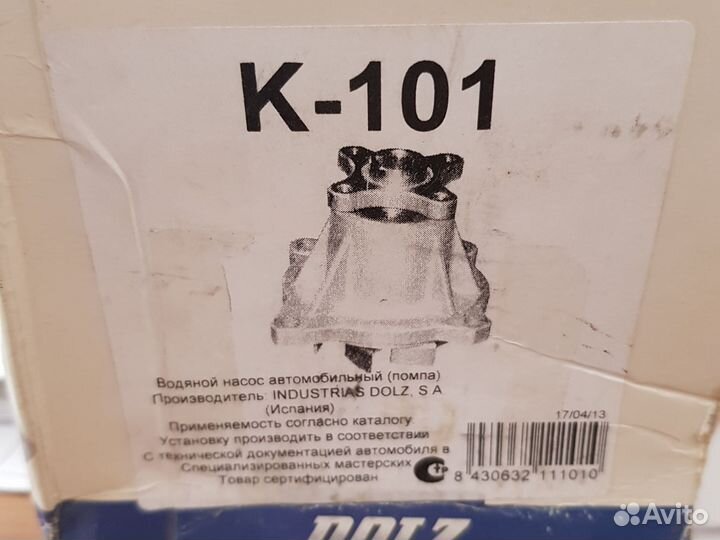 K-101
Водяной насос автомобильный (помпа)
Производитель: INDUSTRIAS DOLZ, S.A
(Испания)
Применяемость согласно каталогу
Установку производить в соответствии
С технической документацией автомобиля в
Специализированных мастерских
Товар сертифицирован
17/04/13
8 430632 111010
DOLZ
Avito